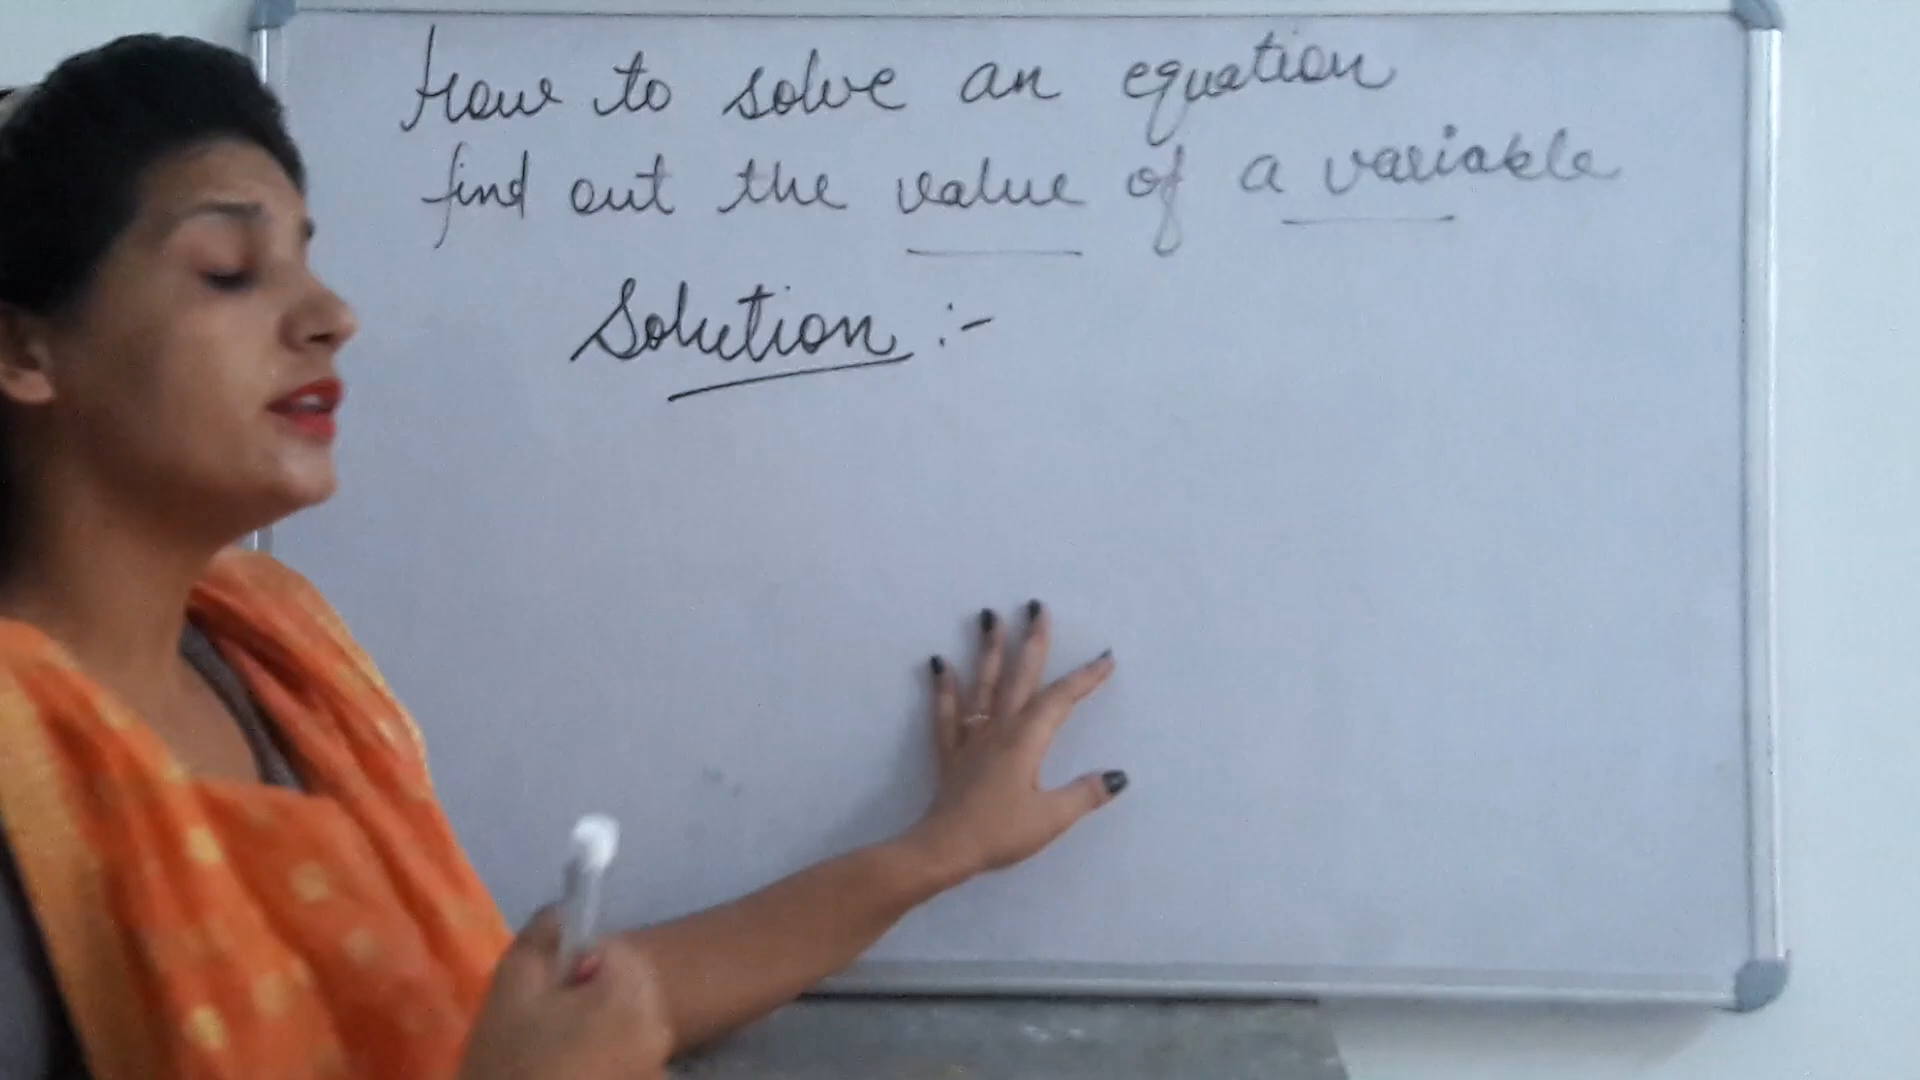 How to solve an equation
find out the value of a variable
Solution :-